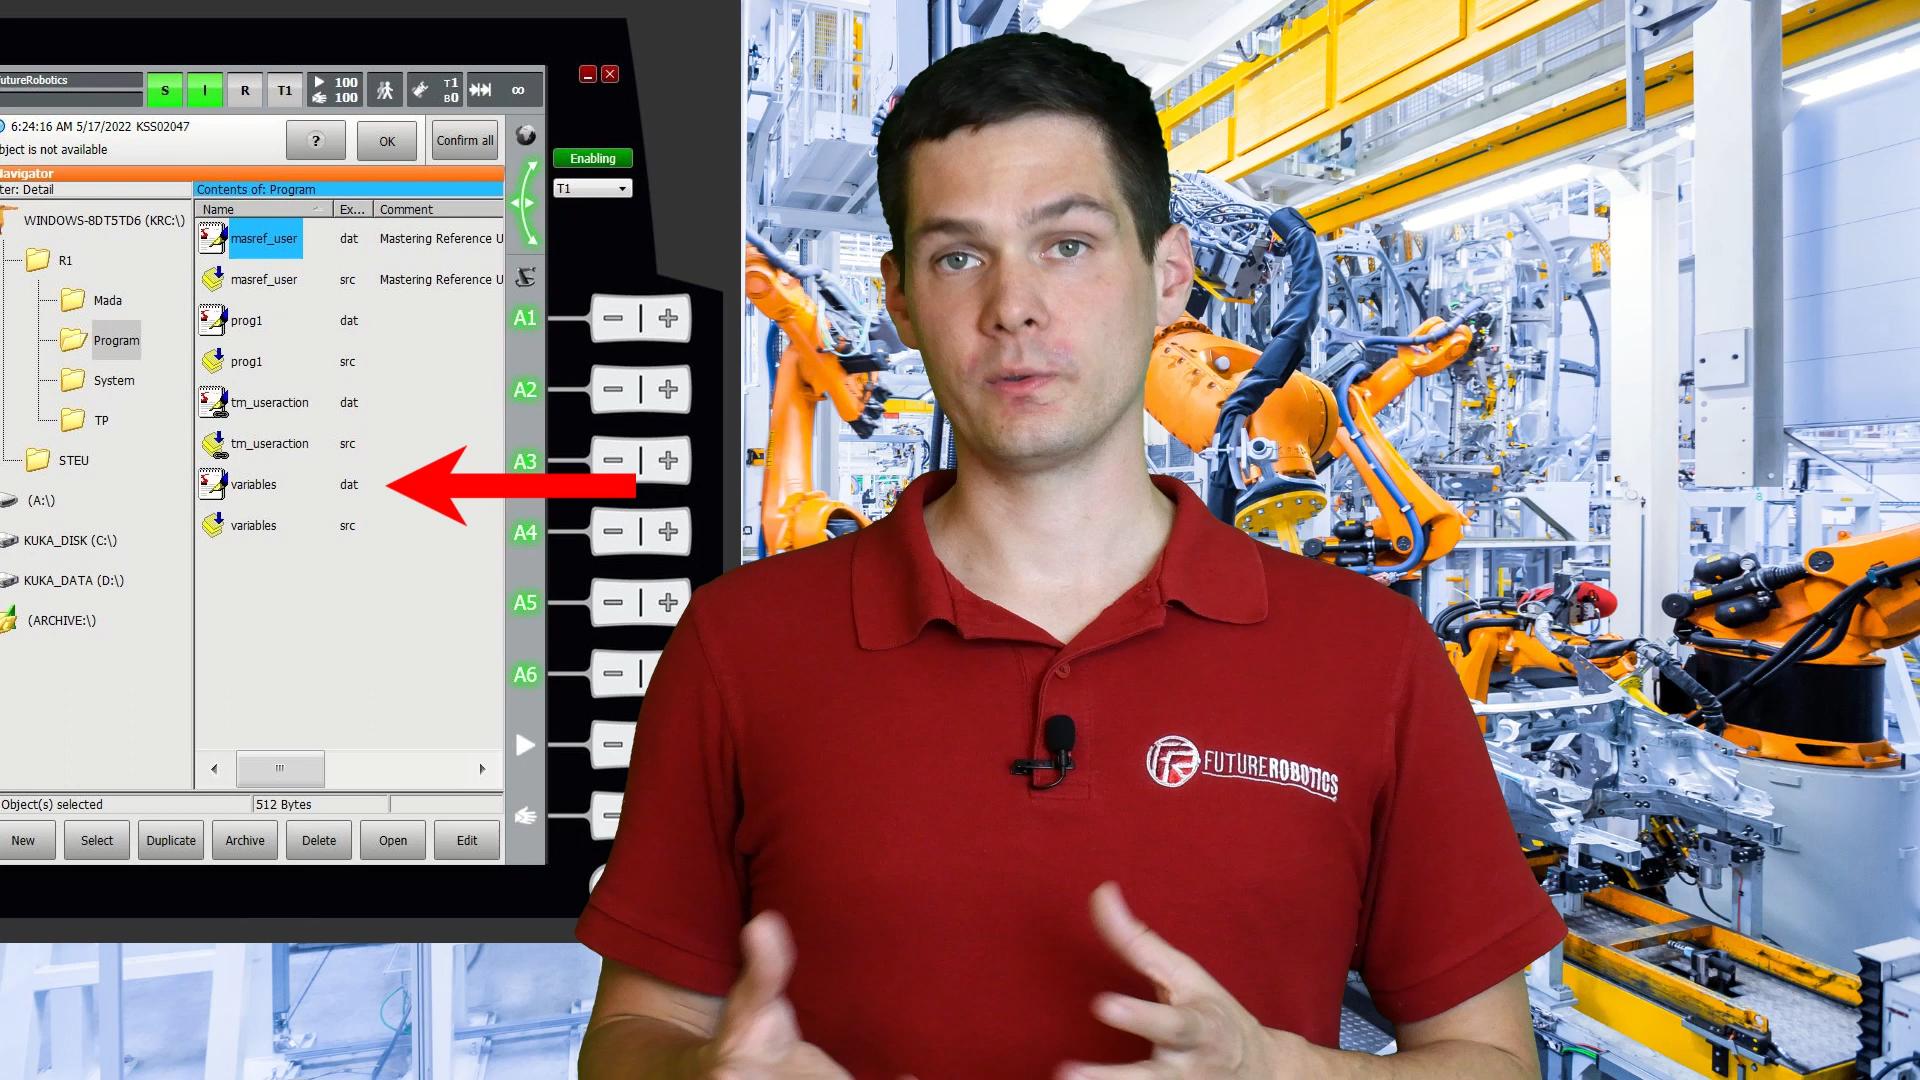 utureRobotics
S I R T1 100 100 T1 B0 ∞
6:24:16 AM 5/17/2022 KSS02047
bject is not available
? OK Confirm all
Enabling
T1
avigator
ter: Detail
Contents of: Program
Name Ex... Comment
WINDOWS-8DT5TD6 (KRC:\)
R1
Mada
Program
System
TP
STEU
(A:\)
KUKA_DISK (C:\)
KUKA_DATA (D:\)
(ARCHIVE:\)
masref_user dat Mastering Reference U
masref_user src Mastering Reference U
prog1 dat
prog1 src
tm_useraction dat
tm_useraction src
variables dat
variables src
A1
A2
A3
A4
A5
A6
Object(s) selected 512 Bytes
New Select Duplicate Archive Delete Open Edit
FR FUTUREROBOTICS